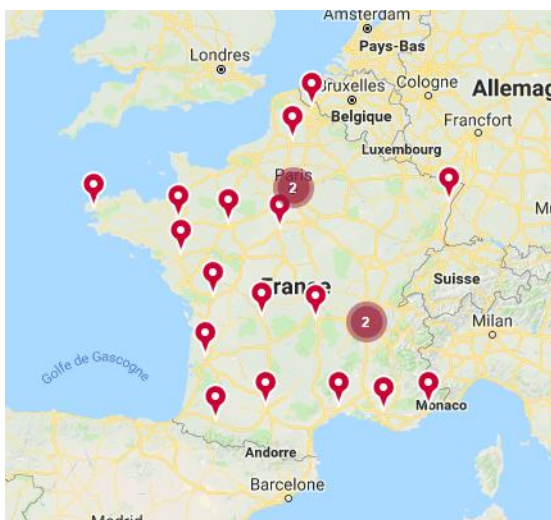 Amsterdam
Londres
Pays-Bas
Bruxelles
Cologne
Allemag
Belgique
Francfort
Luxembourg
Paris
2
Mü
France
Suisse
2
Milan
Golfe de Gascogne
Monaco
Andorre
Barcelone
Madrid